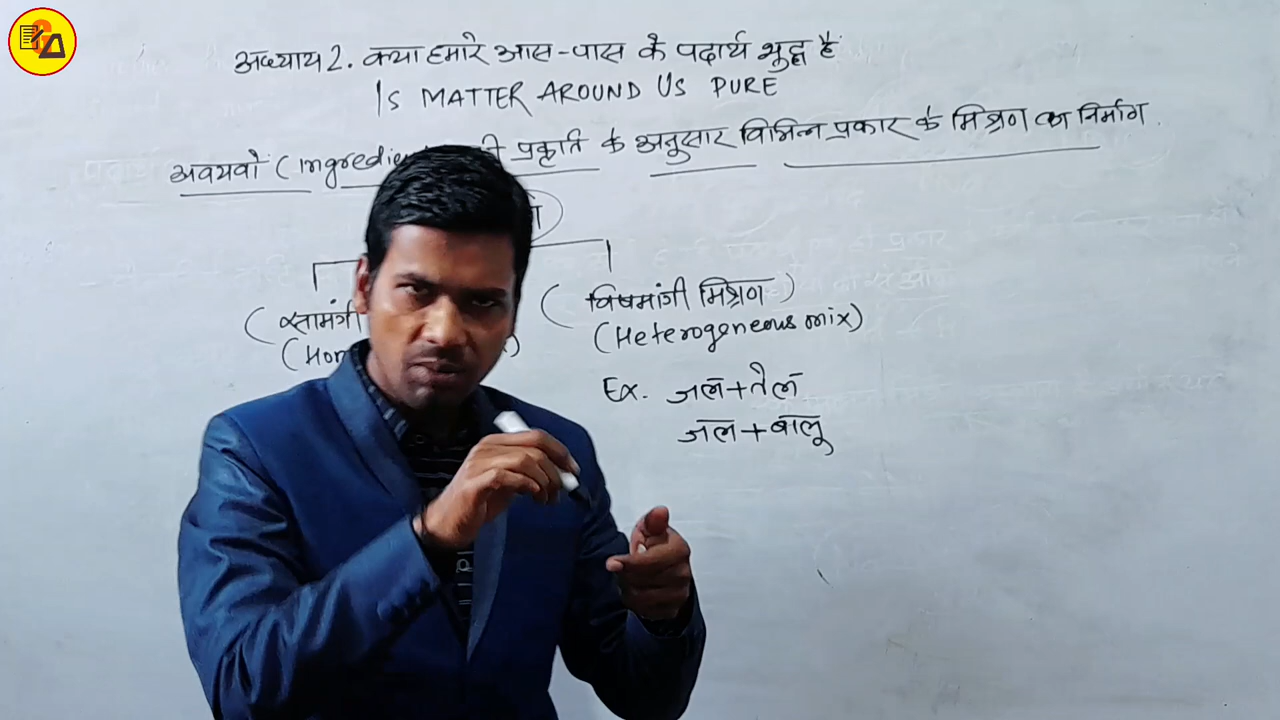 अध्याय 2. क्या हमारे आस-पास के पदार्थ शुद्ध है
IS MATTER AROUND US PURE
अवयवों (Ingredie की प्रकृति के अनुसार विभिन्न प्रकार के मिश्रण का निर्माण.
(समांगी
(विषमांगी मिश्रण)
(Hom
(Heterogeneous mix)
Ex. जल+तेल
जल+बालू